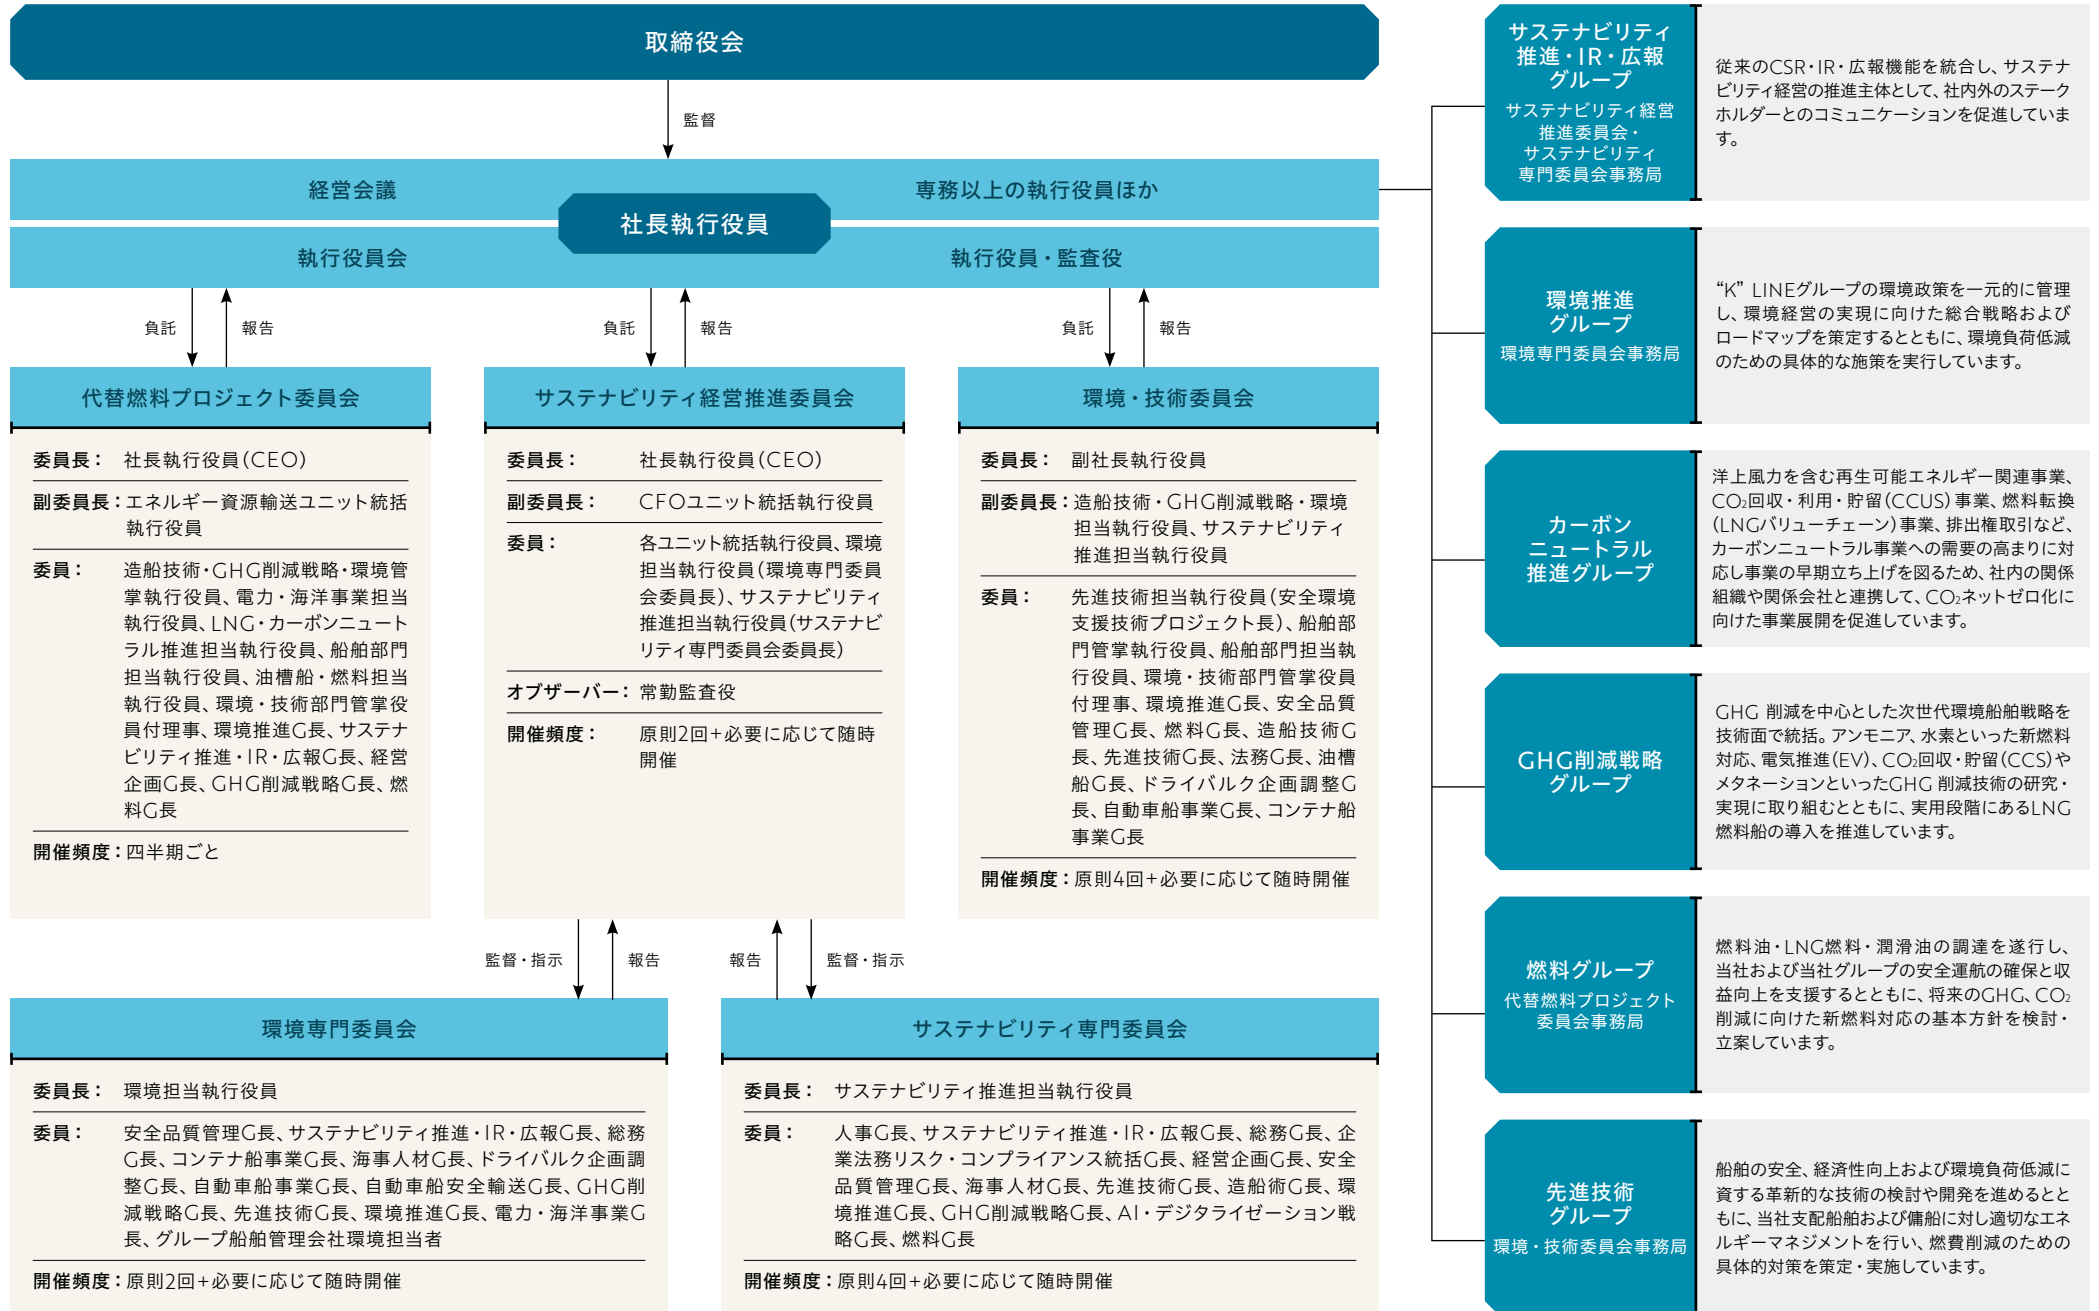 取締役会
監督
経営会議
専務以上の執行役員ほか
社長執行役員
執行役員会
執行役員・監査役
負託
報告
負託
報告
負託
報告
代替燃料プロジェクト委員会
委員長：　社長執行役員（CEO）
副委員長：エネルギー資源輸送ユニット統括
執行役員
委員：　造船技術・GHG削減戦略・環境管
掌執行役員、電力・海洋事業担当
執行役員、LNG・カーボンニュート
ラル推進担当執行役員、船舶部門
担当執行役員、油槽船・燃料担当
執行役員、環境・技術部門管掌役
員付理事、環境推進G長、サステナ
ビリティ推進・IR・広報G長、経営
企画G長、GHG削減戦略G長、燃
料G長
開催頻度：四半期ごと
サステナビリティ経営推進委員会
委員長：　社長執行役員（CEO）
副委員長：　CFOユニット統括執行役員
委員：　各ユニット統括執行役員、環境
担当執行役員（環境専門委員
会委員長）、サステナビリティ
推進担当執行役員（サステナビ
リティ専門委員会委員長）
オブザーバー：　常勤監査役
開催頻度：　原則2回+必要に応じて随時
開催
環境・技術委員会
委員長：　副社長執行役員
副委員長：造船技術・GHG削減戦略・環境
担当執行役員、サステナビリティ
推進担当執行役員
委員：　先進技術担当執行役員（安全環境
支援技術プロジェクト長）、船舶部
門管掌執行役員、船舶部門担当執
行役員、環境・技術部門管掌役員
付理事、環境推進G長、安全品質
管理G長、燃料G長、造船技術G
長、先進技術G長、法務G長、油槽
船G長、ドライバルク企画調整G
長、自動車船事業G長、コンテナ船
事業G長
開催頻度：原則4回+必要に応じて随時開催
監督・指示
報告
報告
監督・指示
環境専門委員会
委員長：　環境担当執行役員
委員：　安全品質管理G長、サステナビリティ推進・IR・広報G長、総務
G長、コンテナ船事業G長、海事人材G長、ドライバルク企画調
整G長、自動車船事業G長、自動車船安全輸送G長、GHG削
減戦略G長、先進技術G長、環境推進G長、電力・海洋事業G
長、グループ船舶管理会社環境担当者
開催頻度：原則2回+必要に応じて随時開催
サステナビリティ専門委員会
委員長：　サステナビリティ推進担当執行役員
委員：　人事G長、サステナビリティ推進・IR・広報G長、総務G長、企
業法務リスク・コンプライアンス統括G長、経営企画G長、安全
品質管理G長、海事人材G長、先進技術G長、造船術G長、環
境推進G長、GHG削減戦略G長、AI・デジタライゼーション戦
略G長、燃料G長
開催頻度：原則4回+必要に応じて随時開催
サステナビリティ
推進・IR・広報
グループ
サステナビリティ経営
推進委員会・
サステナビリティ
専門委員会事務局
従来のCSR・IR・広報機能を統合し、サステナ
ビリティ経営の推進主体として、社内外のステーク
ホルダーとのコミュニケーションを促進していま
す。
環境推進
グループ
環境専門委員会事務局
“K” LINEグループの環境政策を一元的に管理
し、環境経営の実現に向けた総合戦略および
ロードマップを策定するとともに、環境負荷低減
のための具体的な施策を実行しています。
カーボン
ニュートラル
推進グループ
洋上風力を含む再生可能エネルギー関連事業、
CO₂回収・利用・貯留（CCUS）事業、燃料転換
（LNGバリューチェーン）事業、排出権取引など、
カーボンニュートラル事業への需要の高まりに対
応し事業の早期立ち上げを図るため、社内の関係
組織や関係会社と連携して、CO₂ネットゼロ化に
向けた事業展開を促進しています。
GHG削減戦略
グループ
GHG 削減を中心とした次世代環境船舶戦略を
技術面で統括。アンモニア、水素といった新燃料
対応、電気推進（EV）、CO₂回収・貯留（CCS）や
メタネーションといったGHG 削減技術の研究・
実現に取り組むとともに、実用段階にあるLNG
燃料船の導入を推進しています。
燃料グループ
代替燃料プロジェクト
委員会事務局
燃料油・LNG燃料・潤滑油の調達を遂行し、
当社および当社グループの安全運航の確保と収
益向上を支援するとともに、将来のGHG、CO₂
削減に向けた新燃料対応の基本方針を検討・
立案しています。
先進技術
グループ
環境・技術委員会事務局
船舶の安全、経済性向上および環境負荷低減に
資する革新的な技術の検討や開発を進めるとと
もに、当社支配船舶および傭船に対し適切なエネ
ルギーマネジメントを行い、燃費削減のための
具体的対策を策定・実施しています。